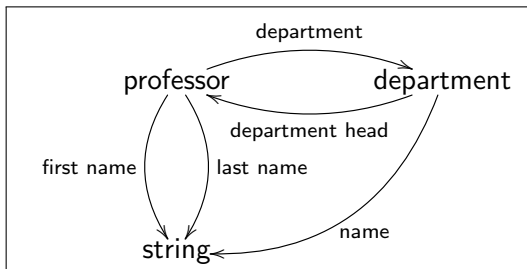 department
professor department
department head
first name last name
name
string